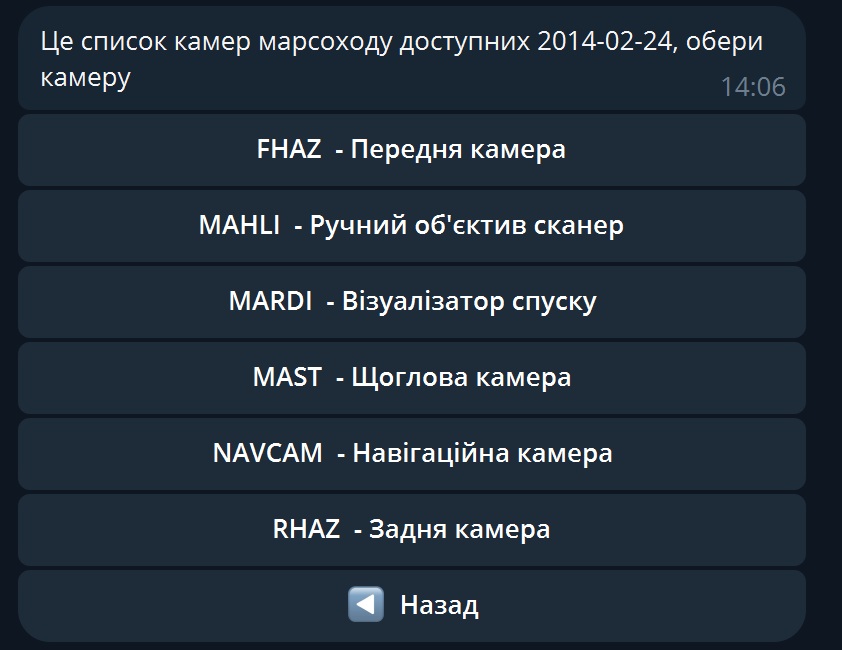 Це список камер марсоходу доступних 2014-02-24, обери
камеру
14:06
FHAZ - Передня камера
MAHLI - Ручний об'єктив сканер
MARDI - Візуалізатор спуску
MAST - Щоглова камера
NAVCAM - Навігаційна камера
RHAZ - Задня камера
Назад